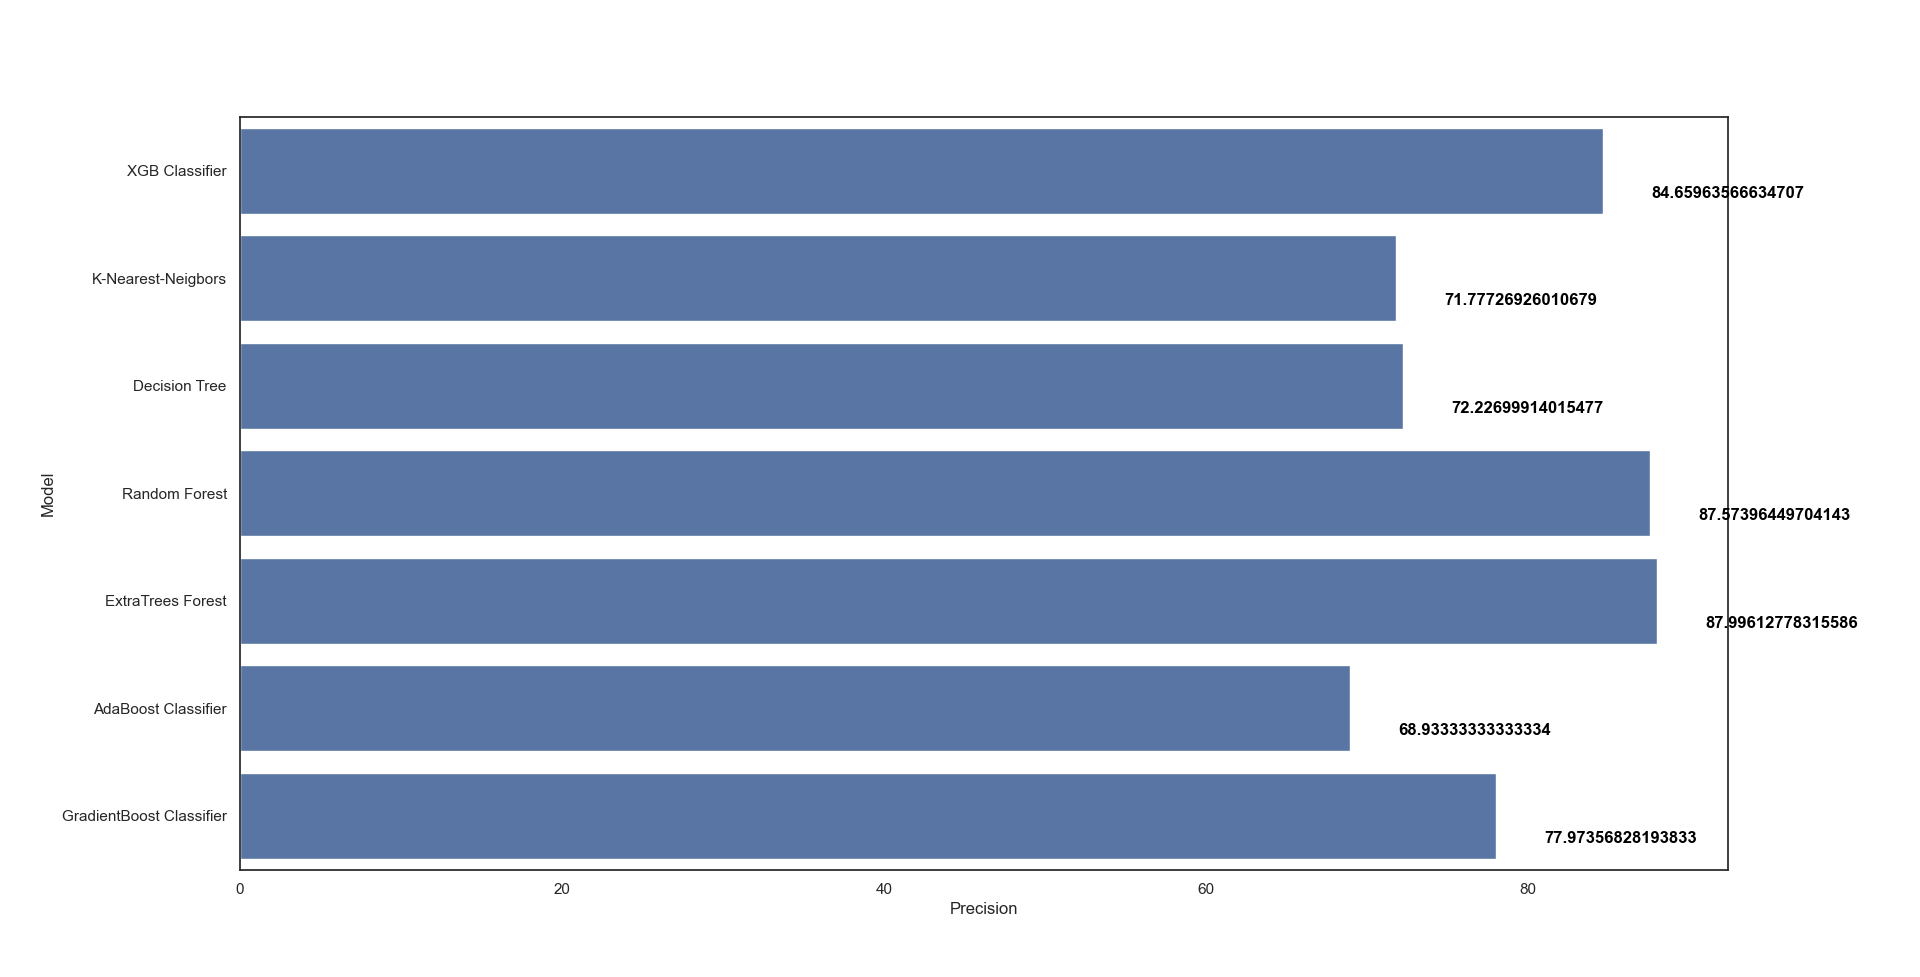 XGB Classifier
84.65963566634707
K-Nearest-Neigbors
71.77726926010679
Decision Tree
72.22699914015477
Random Forest
87.57396449704143
ExtraTrees Forest
87.99612778315586
AdaBoost Classifier
68.93333333333334
GradientBoost Classifier
77.97356828193833
Model
0 20 40 60 80
Precision